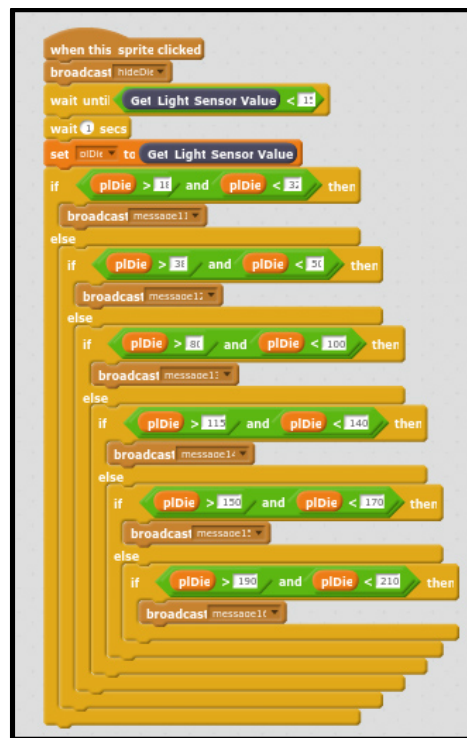 when this sprite clicked
broadcast hideDie
wait until Get Light Sensor Value <
wait 1 secs
set plDie to Get Light Sensor Value
if plDie > and plDie < 32 then
broadcast message11
else
if plDie > and plDie < then
broadcast message12
else
if plDie > and plDie < 100 then
broadcast message13
else
if plDie > 115 and plDie < 140 then
broadcast message14
else
if plDie > 150 and plDie < 170 then
broadcast
else
if plDie > 190 and plDie < 210 then
broadcast